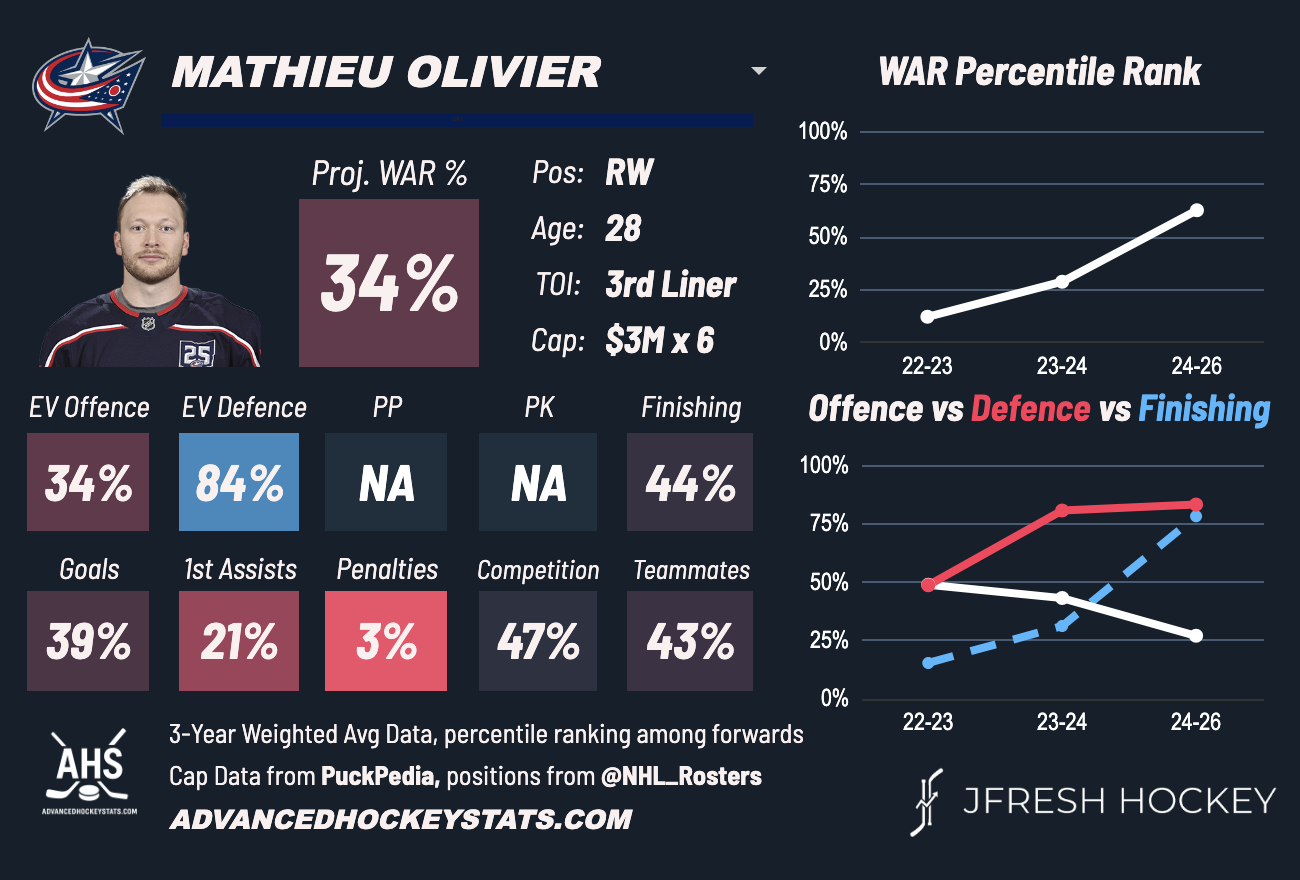 MATHIEU OLIVIER
Proj. WAR %
34%
Pos: RW
Age: 28
TOI: 3rd Liner
Cap: $3M x 6
25
EV Offence EV Defence PP PK Finishing
34% 84% NA NA 44%
Goals 1st Assists Penalties Competition Teammates
39% 21% 3% 47% 43%
WAR Percentile Rank
100%
75%
50%
25%
0%
22-23 23-24 24-26
Offence vs Defence vs Finishing
100%
75%
50%
25%
0%
22-23 23-24 24-26
AHS
ADVANCEDHOCKEYSTATS.COM
3-Year Weighted Avg Data, percentile ranking among forwards
Cap Data from PuckPedia, positions from @NHL_Rosters
ADVANCEDHOCKEYSTATS.COM
JFRESH HOCKEY